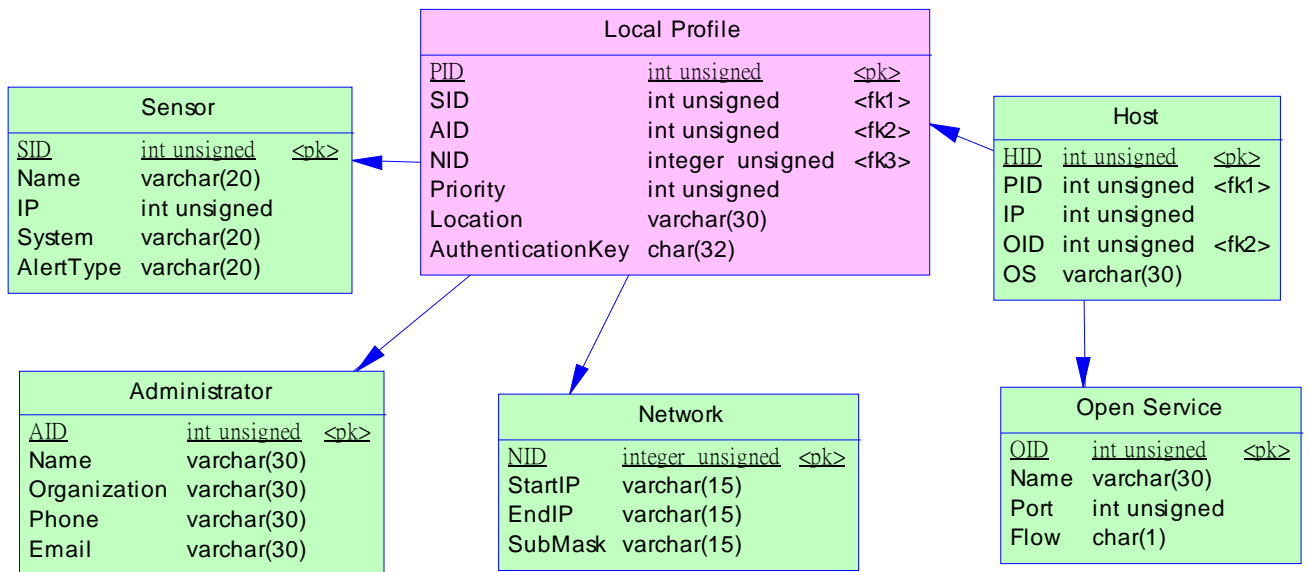 Local Profile
PID int unsigned <pk>
SID int unsigned <fk1>
AID int unsigned <fk2>
NID integer unsigned <fk3>
Priority int unsigned
Location varchar(30)
AuthenticationKey char(32)
Sensor
SID int unsigned <pk>
Name varchar(20)
IP int unsigned
System varchar(20)
AlertType varchar(20)
Host
HID int unsigned <pk>
PID int unsigned <fk1>
IP int unsigned
OID int unsigned <fk2>
OS varchar(30)
Administrator
AID int unsigned <pk>
Name varchar(30)
Organization varchar(30)
Phone varchar(30)
Email varchar(30)
Network
NID integer unsigned <pk>
StartIP varchar(15)
EndIP varchar(15)
SubMask varchar(15)
Open Service
OID int unsigned <pk>
Name varchar(30)
Port int unsigned
Flow char(1)